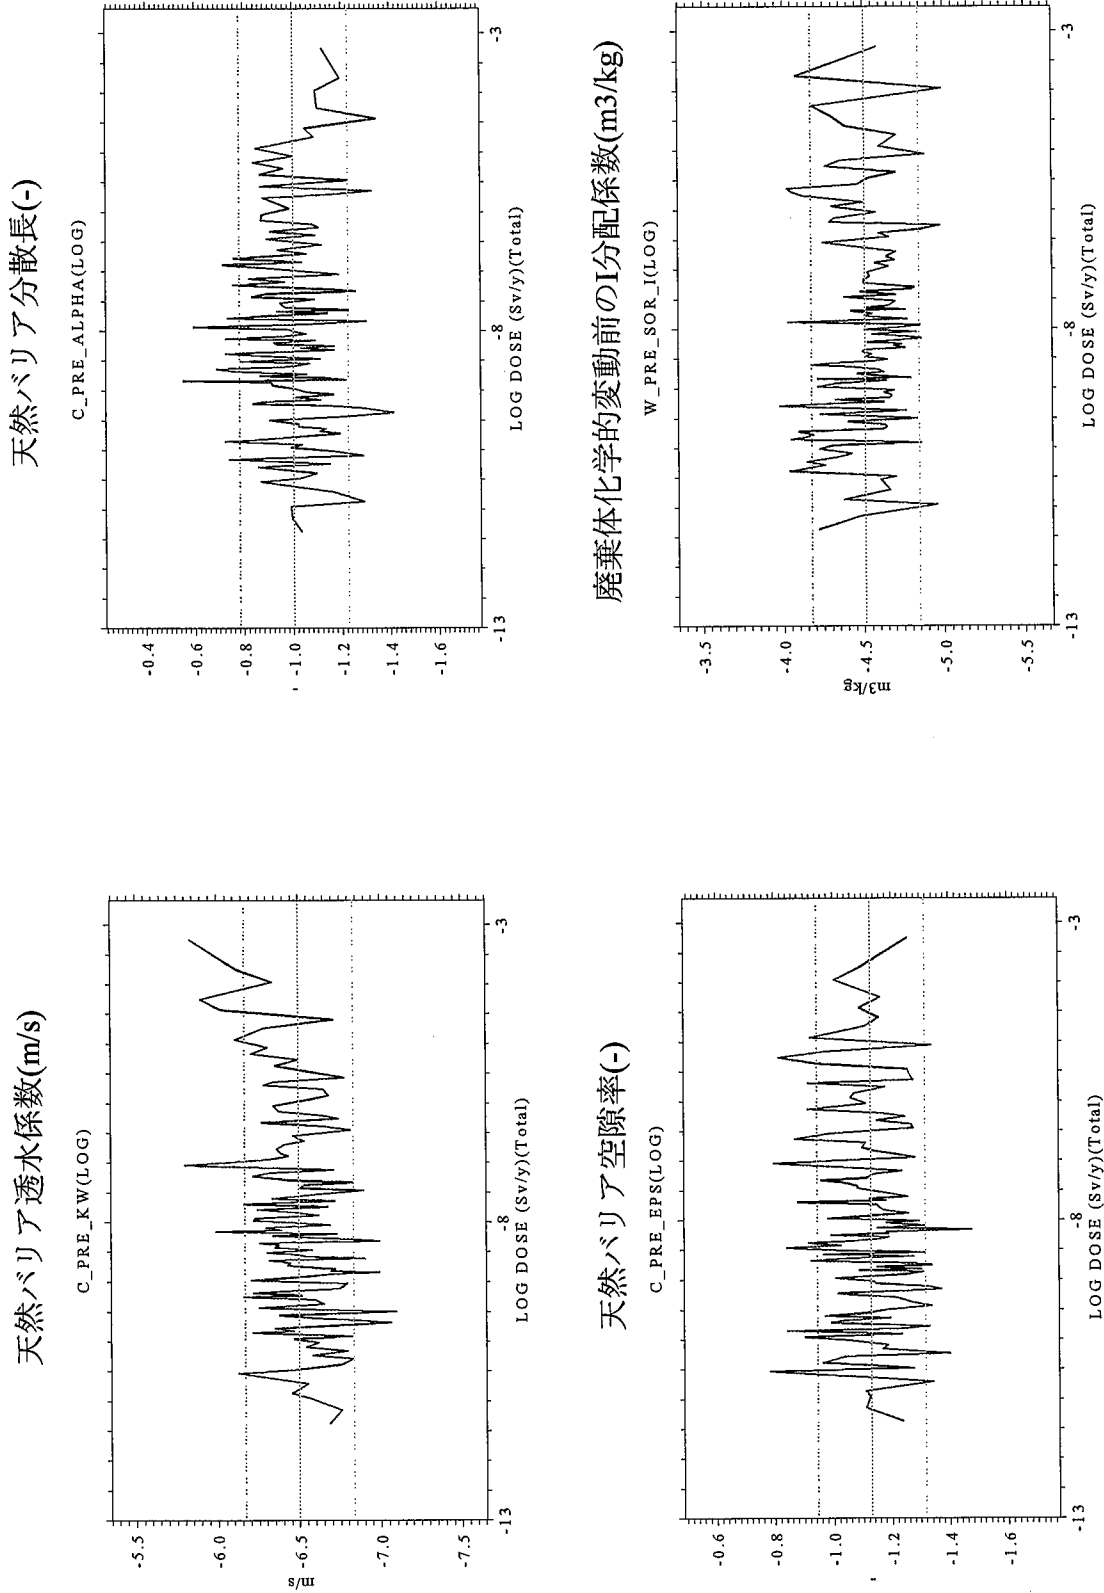 天然バリア透水係数(m/s)
C_PRE_KW(LOG)
-5.5
-6.0
-6.5
-7.0
-7.5
m/s
-13
-8
-3
LOG DOSE (Sv/y)(Total)
天然バリア分散長(-)
C_PRE_ALPHA(LOG)
-0.4
-0.6
-0.8
-1.0
-1.2
-1.4
-1.6
-
-13
-8
-3
LOG DOSE (Sv/y)(Total)
天然バリア空隙率(-)
C_PRE_EPS(LOG)
-0.6
-0.8
-1.0
-1.2
-1.4
-1.6
-
-13
-8
-3
LOG DOSE (Sv/y)(Total)
廃棄体化学的変動前のI分配係数(m3/kg)
W_PRE_SOR_I(LOG)
-3.5
-4.0
-4.5
-5.0
-5.5
m3/kg
-13
-8
-3
LOG DOSE (Sv/y)(Total)